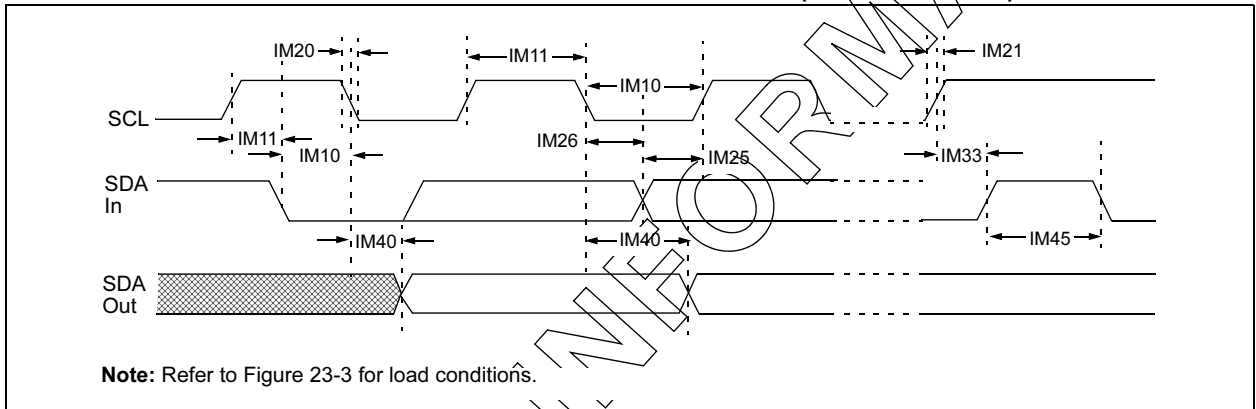 IM20
IM11
IM21
IM10
SCL
IM11
IM26
IM10
IM25
IM33
SDA
In
IM40
IM40
IM45
SDA
Out
Note: Refer to Figure 23-3 for load conditions.